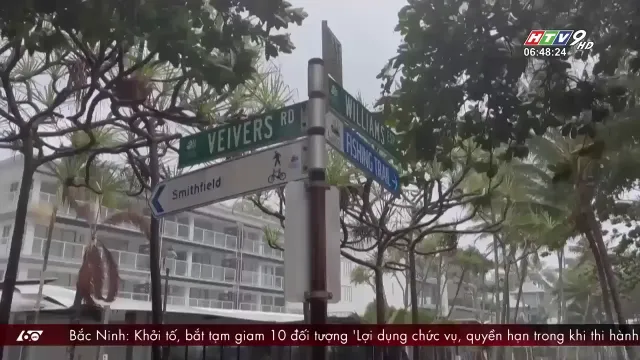 HTV9 HD
06:48:24
VEIVERS RD
WILLIAMS
Smithfield
FISHING TRAIL
60
Bắc Ninh: Khởi tố, bắt tạm giam 10 đối tượng 'Lợi dụng chức vụ, quyền hạn trong khi thi hành